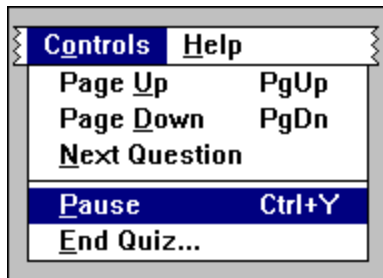 Controls Help
Page Up PgUp
Page Down PgDn
Next Question
Pause Ctrl+Y
End Quiz...